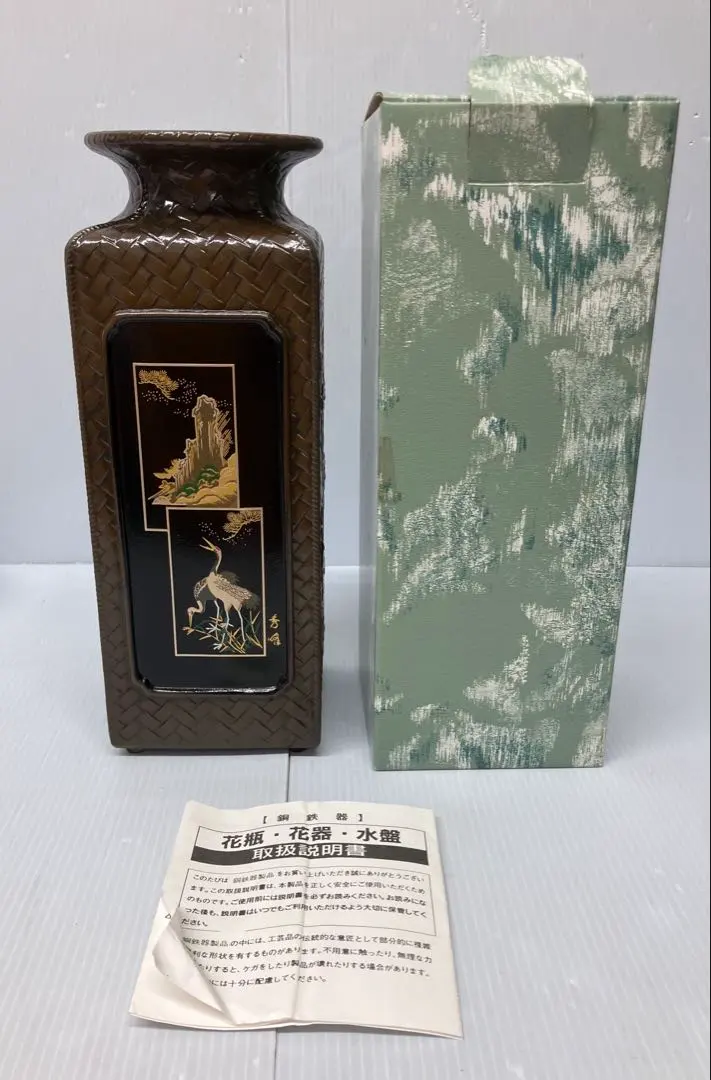 秀峰
【 銅 鉄 器 】
花瓶・花器・水盤
取扱説明書
このたびは 銅鉄器製品 をお買い上げいただき誠にありがとうござい
ます。この取扱説明書は、本製品を正しく安全にご使用いただくため
のものです。ご使用前には説明書を必ずお読みください。お読みにな
った後も、説明書はいつでもご利用いただけるよう大切に保管してく
ださい。
銅鉄器製品 の中には、工芸品の伝統的な意匠として部分的に複雑
利な形状を有するものがあります。不用意に触ったり、無理な力
たりすると、ケガをしたり製品が壊れたりする場合があります。
には十分に配慮してください。